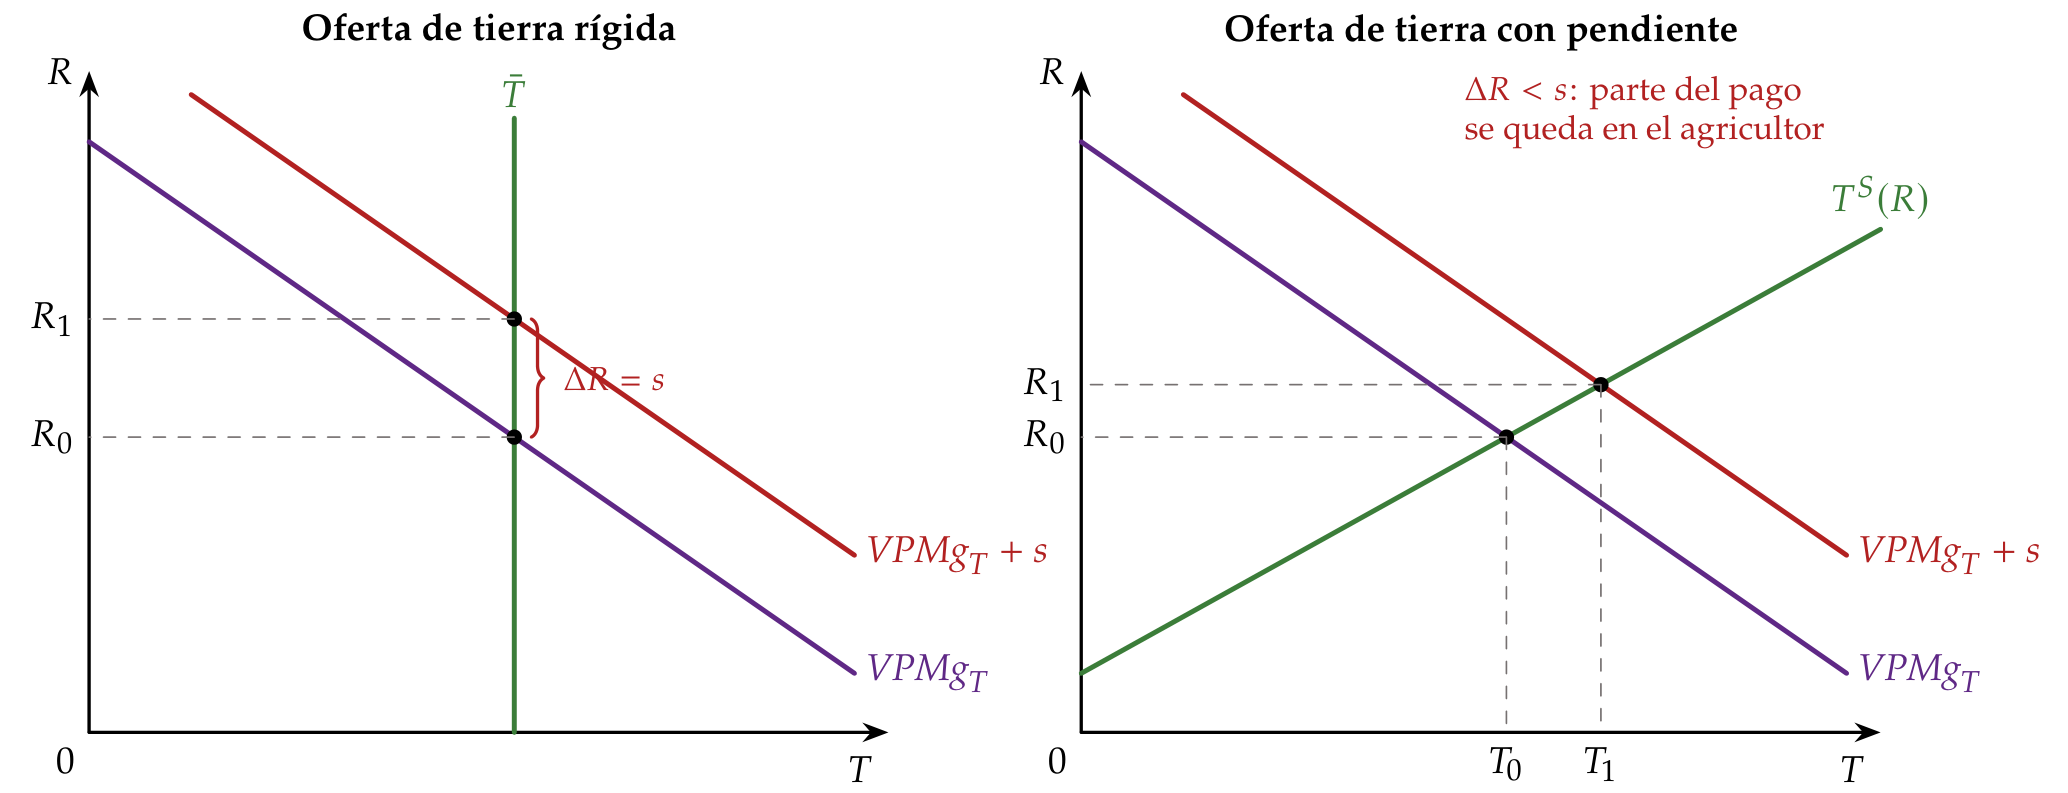 Oferta de tierra rígida
R
T̄
R₁
ΔR = s
R₀
VPMg_T + s
VPMg_T
0
T
Oferta de tierra con pendiente
R
ΔR < s: parte del pago
se queda en el agricultor
T^S(R)
R₁
R₀
VPMg_T + s
VPMg_T
0
T₀
T₁
T